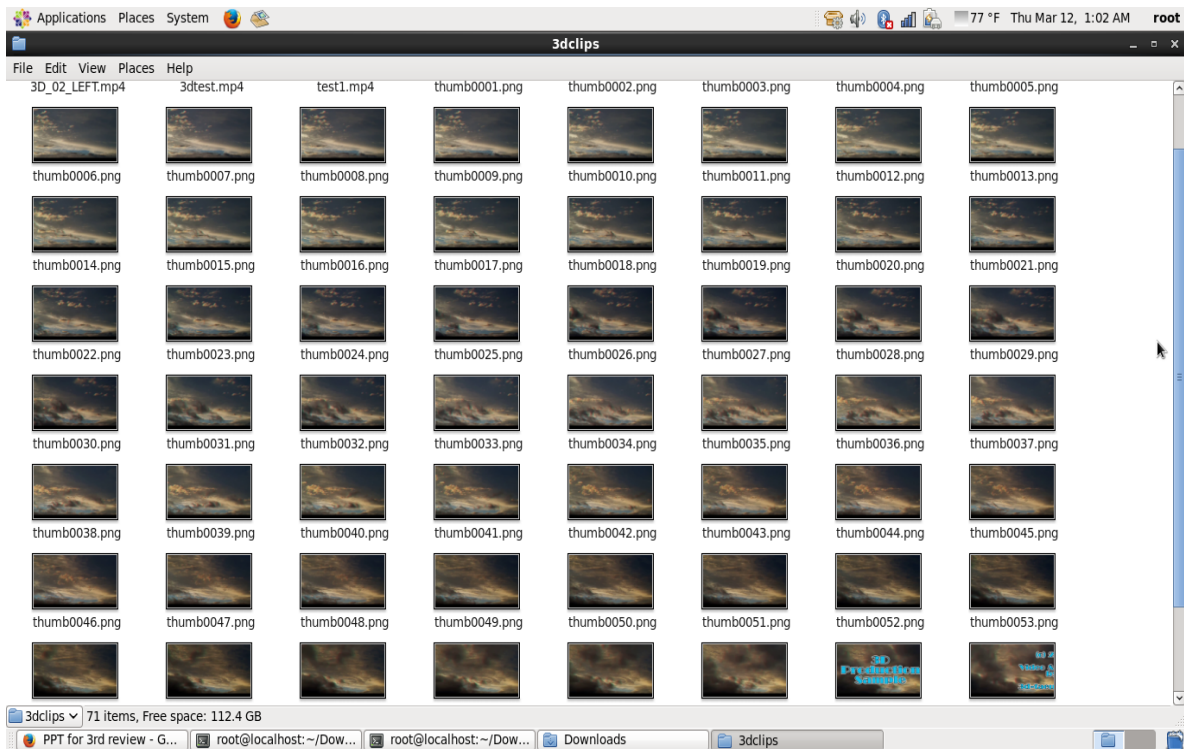 Applications Places System 77 °F Thu Mar 12, 1:02 AM root
3dclips
File Edit View Places Help
3D_02_LEFT.mp4 3dtest.mp4 test1.mp4 thumb0001.png thumb0002.png thumb0003.png thumb0004.png thumb0005.png
thumb0006.png thumb0007.png thumb0008.png thumb0009.png thumb0010.png thumb0011.png thumb0012.png thumb0013.png
thumb0014.png thumb0015.png thumb0016.png thumb0017.png thumb0018.png thumb0019.png thumb0020.png thumb0021.png
thumb0022.png thumb0023.png thumb0024.png thumb0025.png thumb0026.png thumb0027.png thumb0028.png thumb0029.png
thumb0030.png thumb0031.png thumb0032.png thumb0033.png thumb0034.png thumb0035.png thumb0036.png thumb0037.png
thumb0038.png thumb0039.png thumb0040.png thumb0041.png thumb0042.png thumb0043.png thumb0044.png thumb0045.png
thumb0046.png thumb0047.png thumb0048.png thumb0049.png thumb0050.png thumb0051.png thumb0052.png thumb0053.png
3D
Production
Sample
3dclips 71 items, Free space: 112.4 GB
PPT for 3rd review - G... root@localhost:~/Dow... root@localhost:~/Dow... Downloads 3dclips